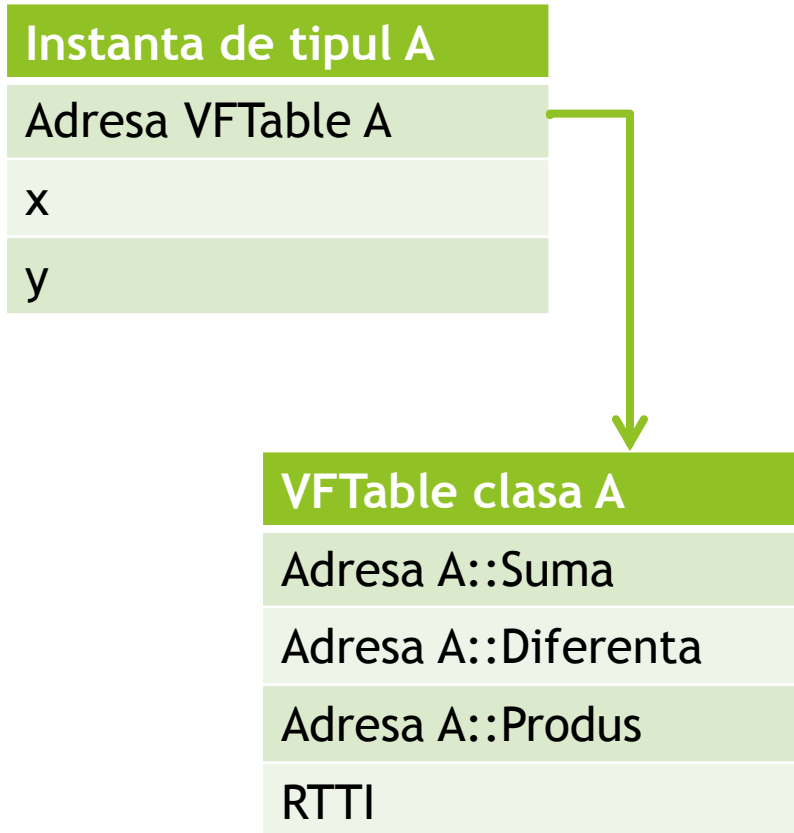 Instanta de tipul A
Adresa VFTable A
x
y
VFTable clasa A
Adresa A::Suma
Adresa A::Diferenta
Adresa A::Produs
RTTI